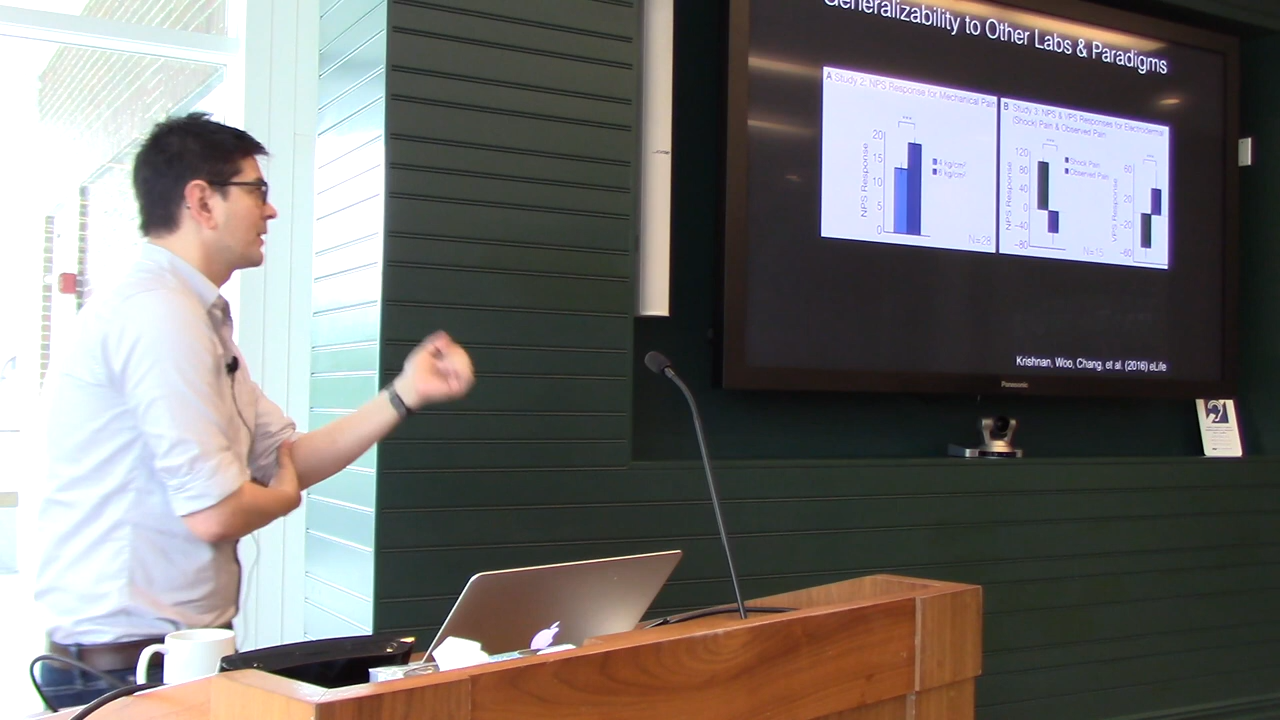 Generalizability to Other Labs & Paradigms
A Study 2: NPS Response for Mechanical Pain
NPS Response
20
15
10
5
0
***
4 kg/cm²
6 kg/cm²
N=28
B Study 3: NPS & VPS Responses for Electrodermal
(Shock) Pain & Observed Pain
NPS Response
120
80
40
0
−40
−80
***
Shock Pain
Observed Pain
N=15
VPS Response
60
20
−20
−60
***
Krishnan, Woo, Chang, et al. (2016) eLife
Panasonic